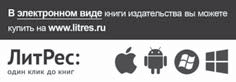 В электронном виде книги издательства вы можете
купить на www.litres.ru
ЛитРес:
один клик до книг